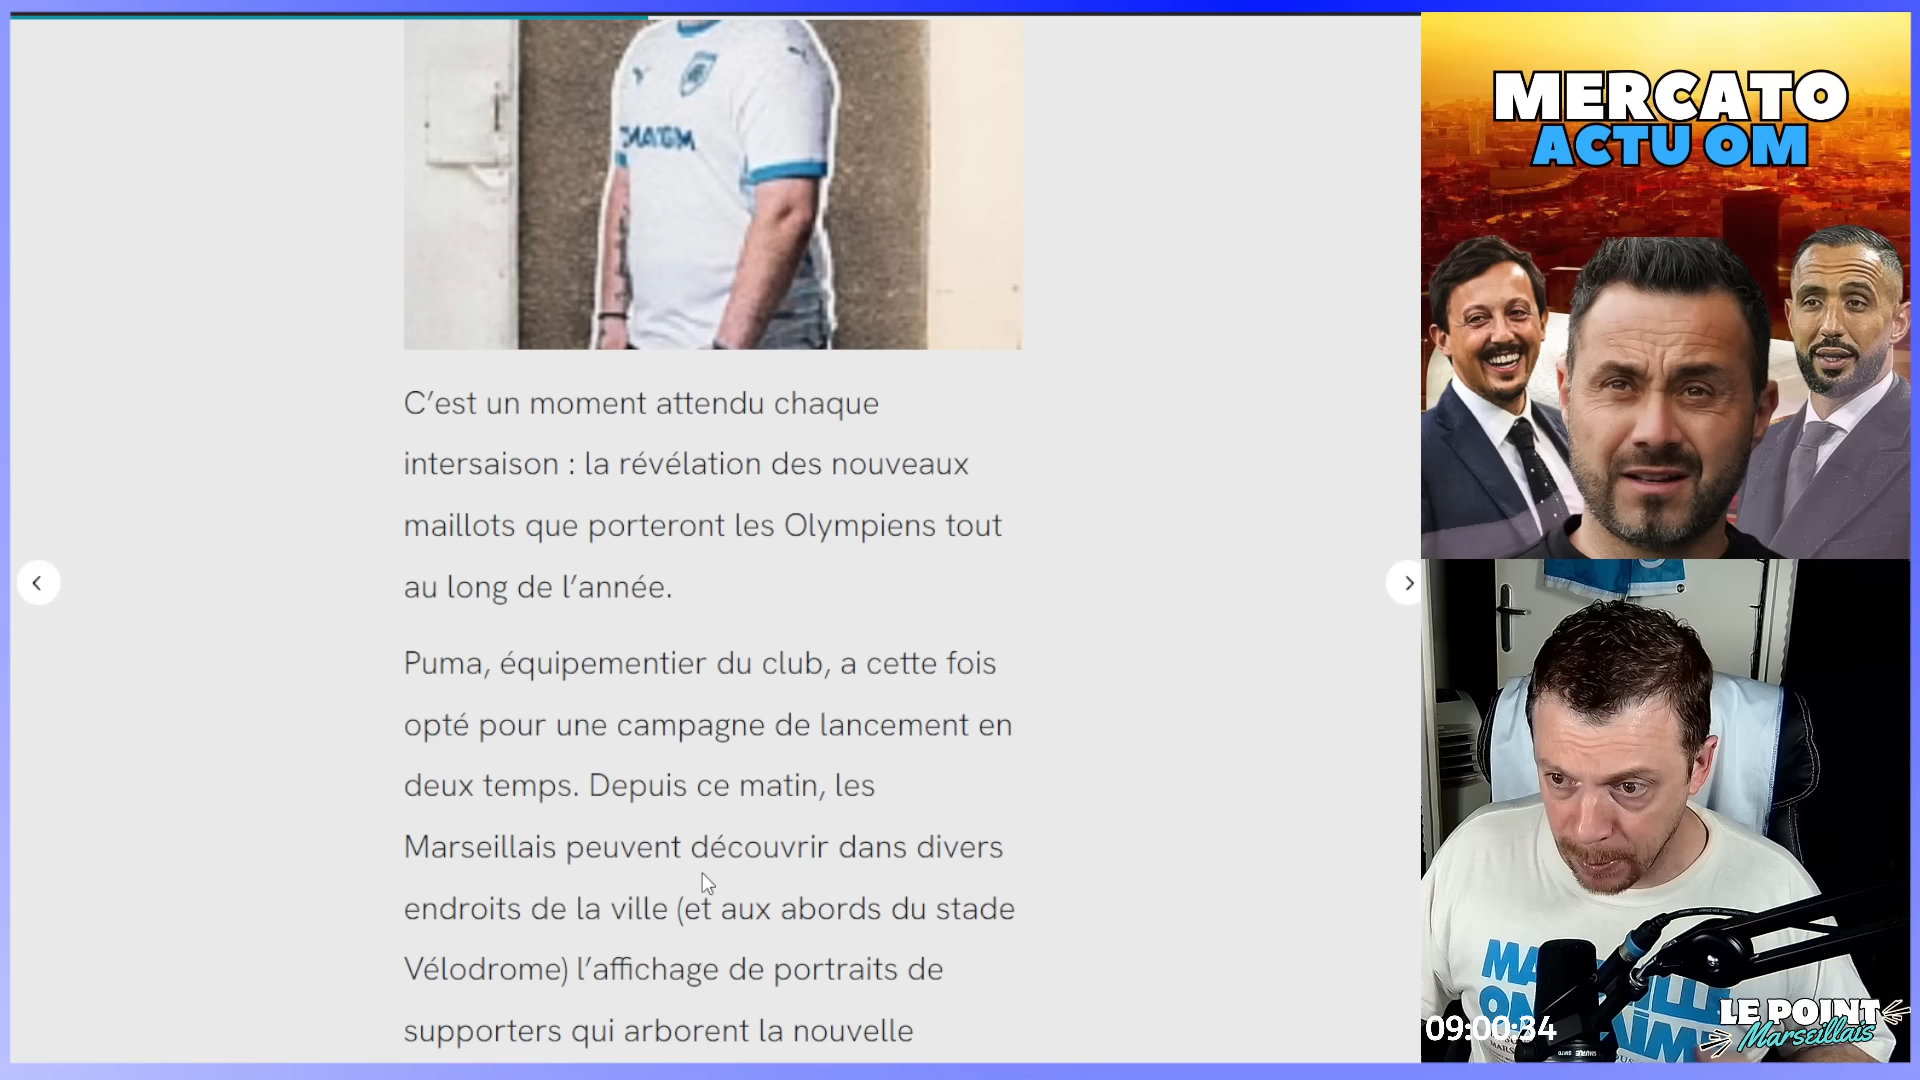 CMA CGM
C’est un moment attendu chaque
intersaison : la révélation des nouveaux
maillots que porteront les Olympiens tout
au long de l’année.
Puma, équipementier du club, a cette fois
opté pour une campagne de lancement en
deux temps. Depuis ce matin, les
Marseillais peuvent découvrir dans divers
endroits de la ville (et aux abords du stade
Vélodrome) l’affichage de portraits de
supporters qui arborent la nouvelle
MERCATO
ACTU OM
09:00:34
LE POINT
Marseillais